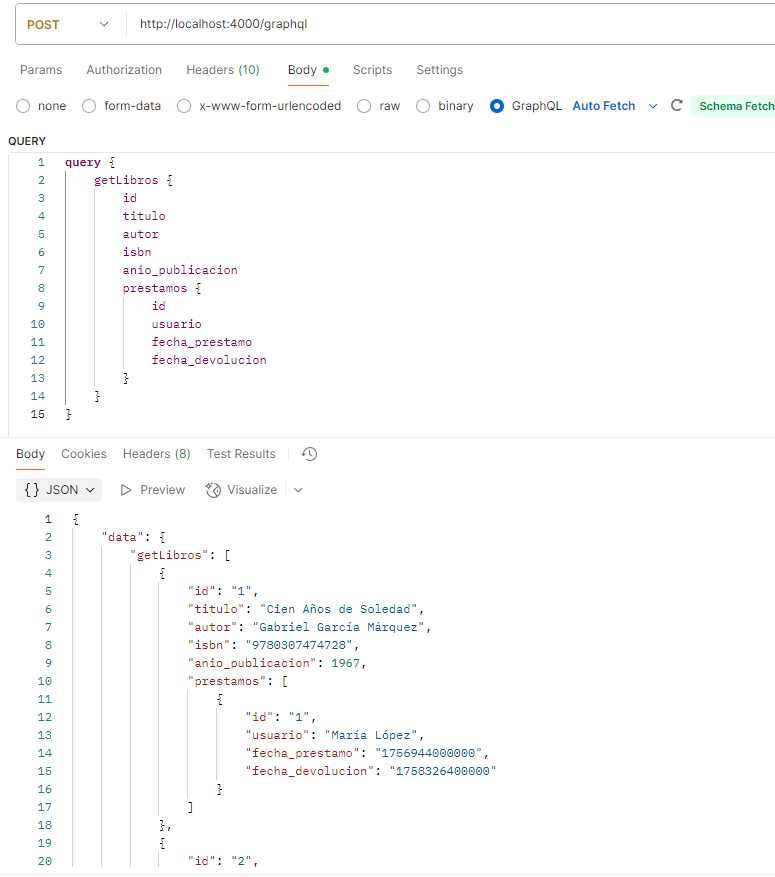 POST http://localhost:4000/graphql
Params Authorization Headers (10) Body Scripts Settings
none form-data x-www-form-urlencoded raw binary GraphQL Auto Fetch Schema Fetch
QUERY
1 query {
2 getLibros {
3 id
4 titulo
5 autor
6 isbn
7 anio_publicacion
8 prestamos {
9 id
10 usuario
11 fecha_prestamo
12 fecha_devolucion
13 }
14 }
15 }
Body Cookies Headers (8) Test Results
{} JSON Preview Visualize
1 {
2 "data": {
3 "getLibros": [
4 {
5 "id": "1",
6 "titulo": "Cien Años de Soledad",
7 "autor": "Gabriel García Márquez",
8 "isbn": "9780307474728",
9 "anio_publicacion": 1967,
10 "prestamos": [
11 {
12 "id": "1",
13 "usuario": "María López",
14 "fecha_prestamo": "1756944000000",
15 "fecha_devolucion": "1758326400000"
16 }
17 ]
18 },
19 {
20 "id": "2",